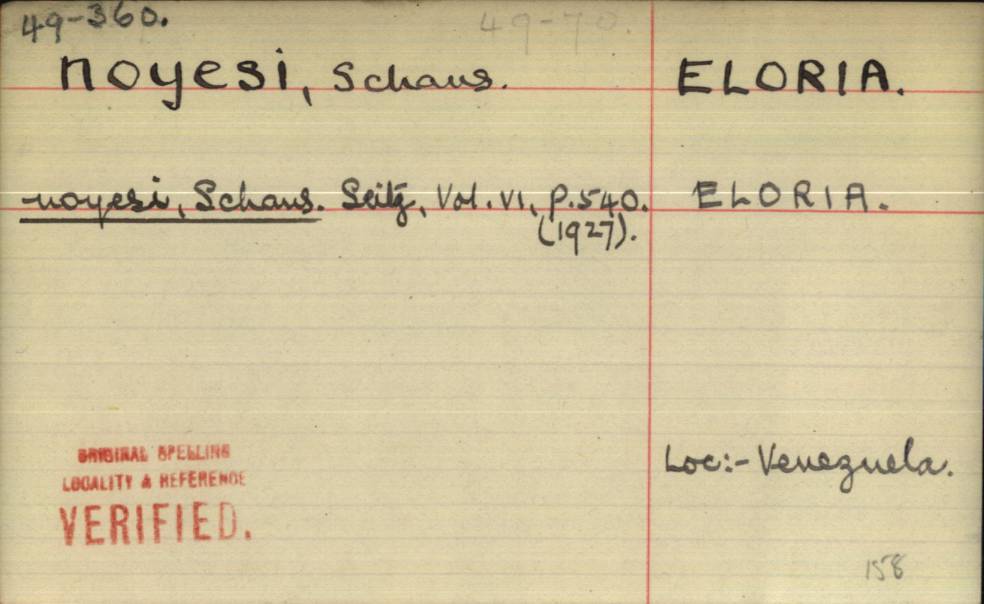 49-360. 49-70.
noyesi, Schaus. ELORIA.
noyesi, Schaus. Seitz, Vol. VI, P.540. ELORIA.
(1927).
Loc:- Venezuela.
ORIGINAL SPELLING
LOCALITY & REFERENCE
VERIFIED.
158